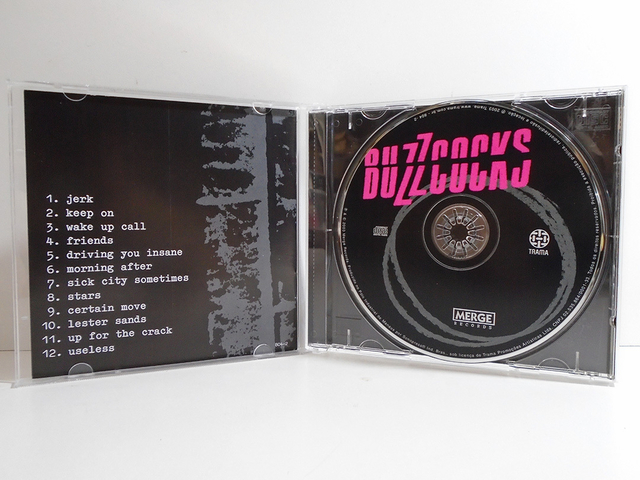 1. jerk
2. keep on
3. wake up call
4. friends
5. driving you insane
6. morning after
7. sick city sometimes
8. stars
9. certain move
10. lester sands
11. up for the crack
12. useless
BUZZCOCKS
TRAMA
MERGE
RECORDS